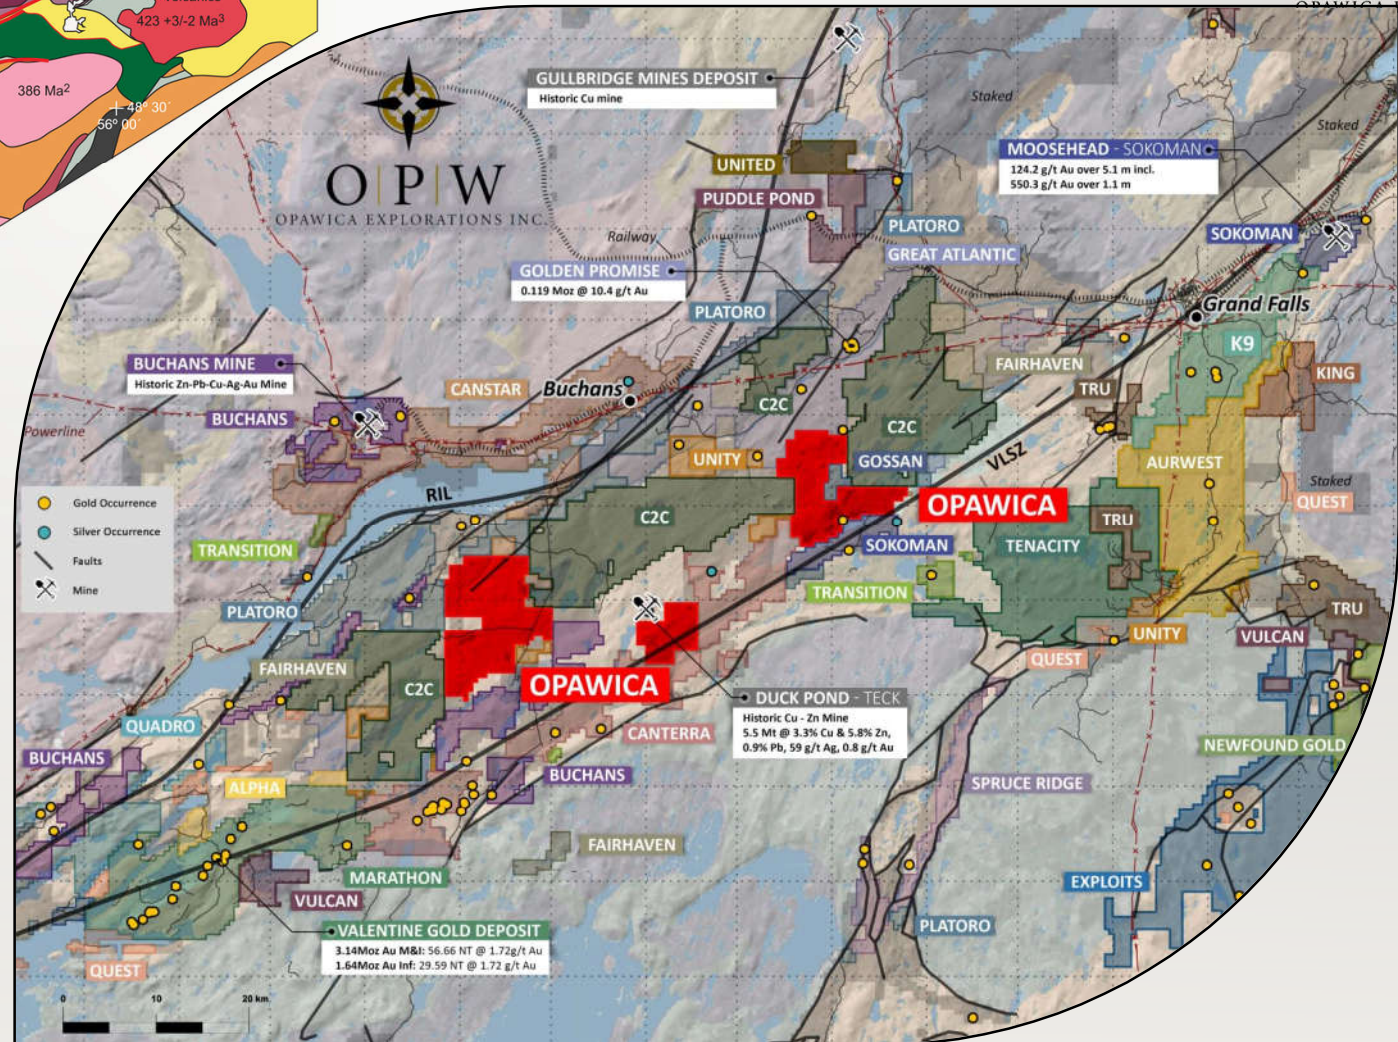 Volcanics
423 +3/-2 Ma³
386 Ma²
48° 30´
56° 00´
O|P|W
OPAWICA EXPLORATIONS INC.
GULLBRIDGE MINES DEPOSIT
Historic Cu mine
Staked
Staked
MOOSEHEAD - SOKOMAN
124.2 g/t Au over 5.1 m incl.
550.3 g/t Au over 1.1 m
UNITED
PUDDLE POND
PLATORO
SOKOMAN
Railway
GREAT ATLANTIC
GOLDEN PROMISE
0.119 Moz @ 10.4 g/t Au
PLATORO
Grand Falls
K9
BUCHANS MINE
Historic Zn-Pb-Cu-Ag-Au Mine
FAIRHAVEN
KING
CANSTAR
Buchans
TRU
C2C
BUCHANS
C2C
Powerline
UNITY
GOSSAN
VLSZ
AURWEST
Staked
RIL
QUEST
OPAWICA
Gold Occurrence
Silver Occurrence
Faults
Mine
C2C
TRU
SOKOMAN
TENACITY
TRANSITION
TRANSITION
PLATORO
TRU
UNITY
VULCAN
QUEST
FAIRHAVEN
C2C
OPAWICA
DUCK POND - TECK
Historic Cu - Zn Mine
5.5 Mt @ 3.3% Cu & 5.8% Zn,
0.9% Pb, 59 g/t Ag, 0.8 g/t Au
QUADRO
CANTERRA
NEWFOUND GOLD
BUCHANS
BUCHANS
SPRUCE RIDGE
ALPHA
FAIRHAVEN
MARATHON
EXPLOITS
VULCAN
PLATORO
VALENTINE GOLD DEPOSIT
3.14Moz Au M&I: 56.66 NT @ 1.72g/t Au
1.64Moz Au Inf: 29.59 NT @ 1.72 g/t Au
QUEST
0 10 20 km